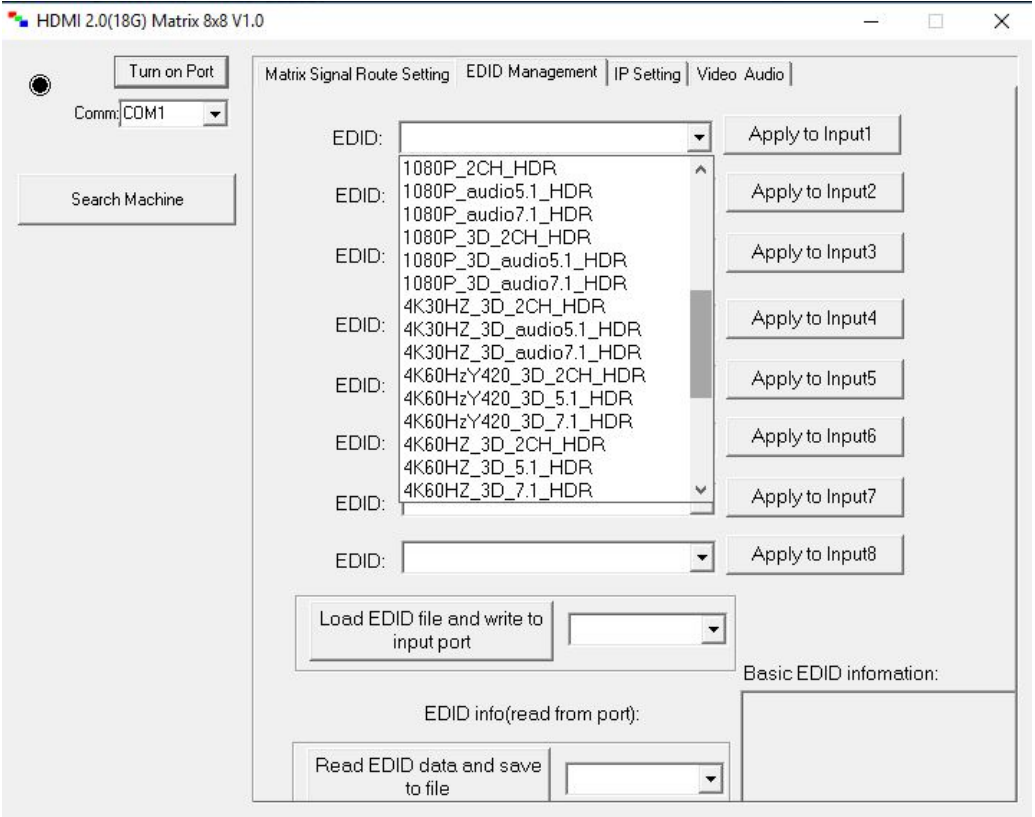 HDMI 2.0(18G) Matrix 8x8 V1.0
Turn on Port
Comm: COM1
Search Machine
Matrix Signal Route Setting EDID Management IP Setting Video Audio
EDID: Apply to Input1
1080P_2CH_HDR
1080P_audio5.1_HDR
1080P_audio7.1_HDR
1080P_3D_2CH_HDR
1080P_3D_audio5.1_HDR
1080P_3D_audio7.1_HDR
4K30HZ_3D_2CH_HDR
4K30HZ_3D_audio5.1_HDR
4K30HZ_3D_audio7.1_HDR
4K60HzY420_3D_2CH_HDR
4K60HzY420_3D_5.1_HDR
4K60HzY420_3D_7.1_HDR
4K60HZ_3D_2CH_HDR
4K60HZ_3D_5.1_HDR
4K60HZ_3D_7.1_HDR
EDID: Apply to Input2
EDID: Apply to Input3
EDID: Apply to Input4
EDID: Apply to Input5
EDID: Apply to Input6
EDID: Apply to Input7
EDID: Apply to Input8
Load EDID file and write to
input port
Basic EDID infomation:
EDID info(read from port):
Read EDID data and save
to file